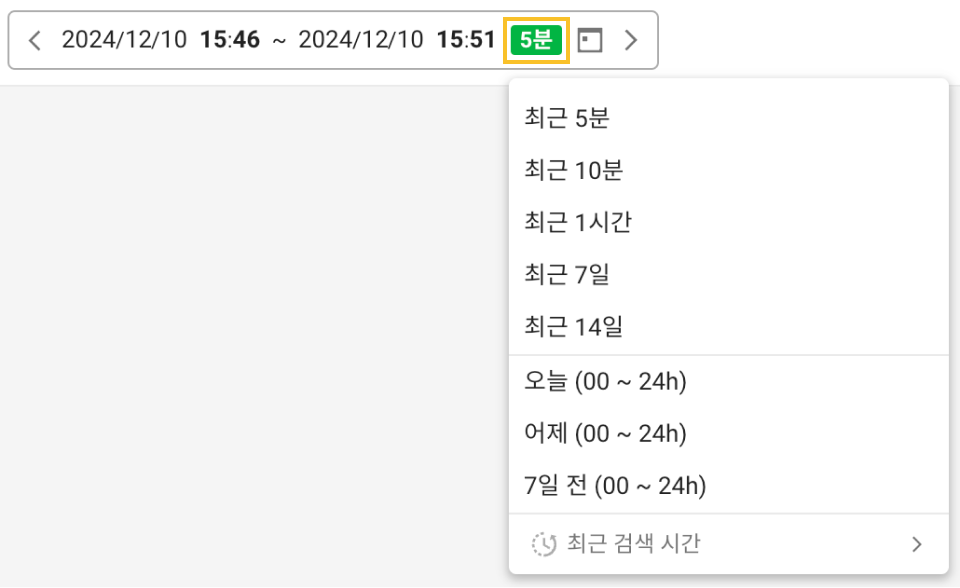 2024/12/10 15:46 ~ 2024/12/10 15:51 5분
최근 5분
최근 10분
최근 1시간
최근 7일
최근 14일
오늘 (00 ~ 24h)
어제 (00 ~ 24h)
7일 전 (00 ~ 24h)
최근 검색 시간